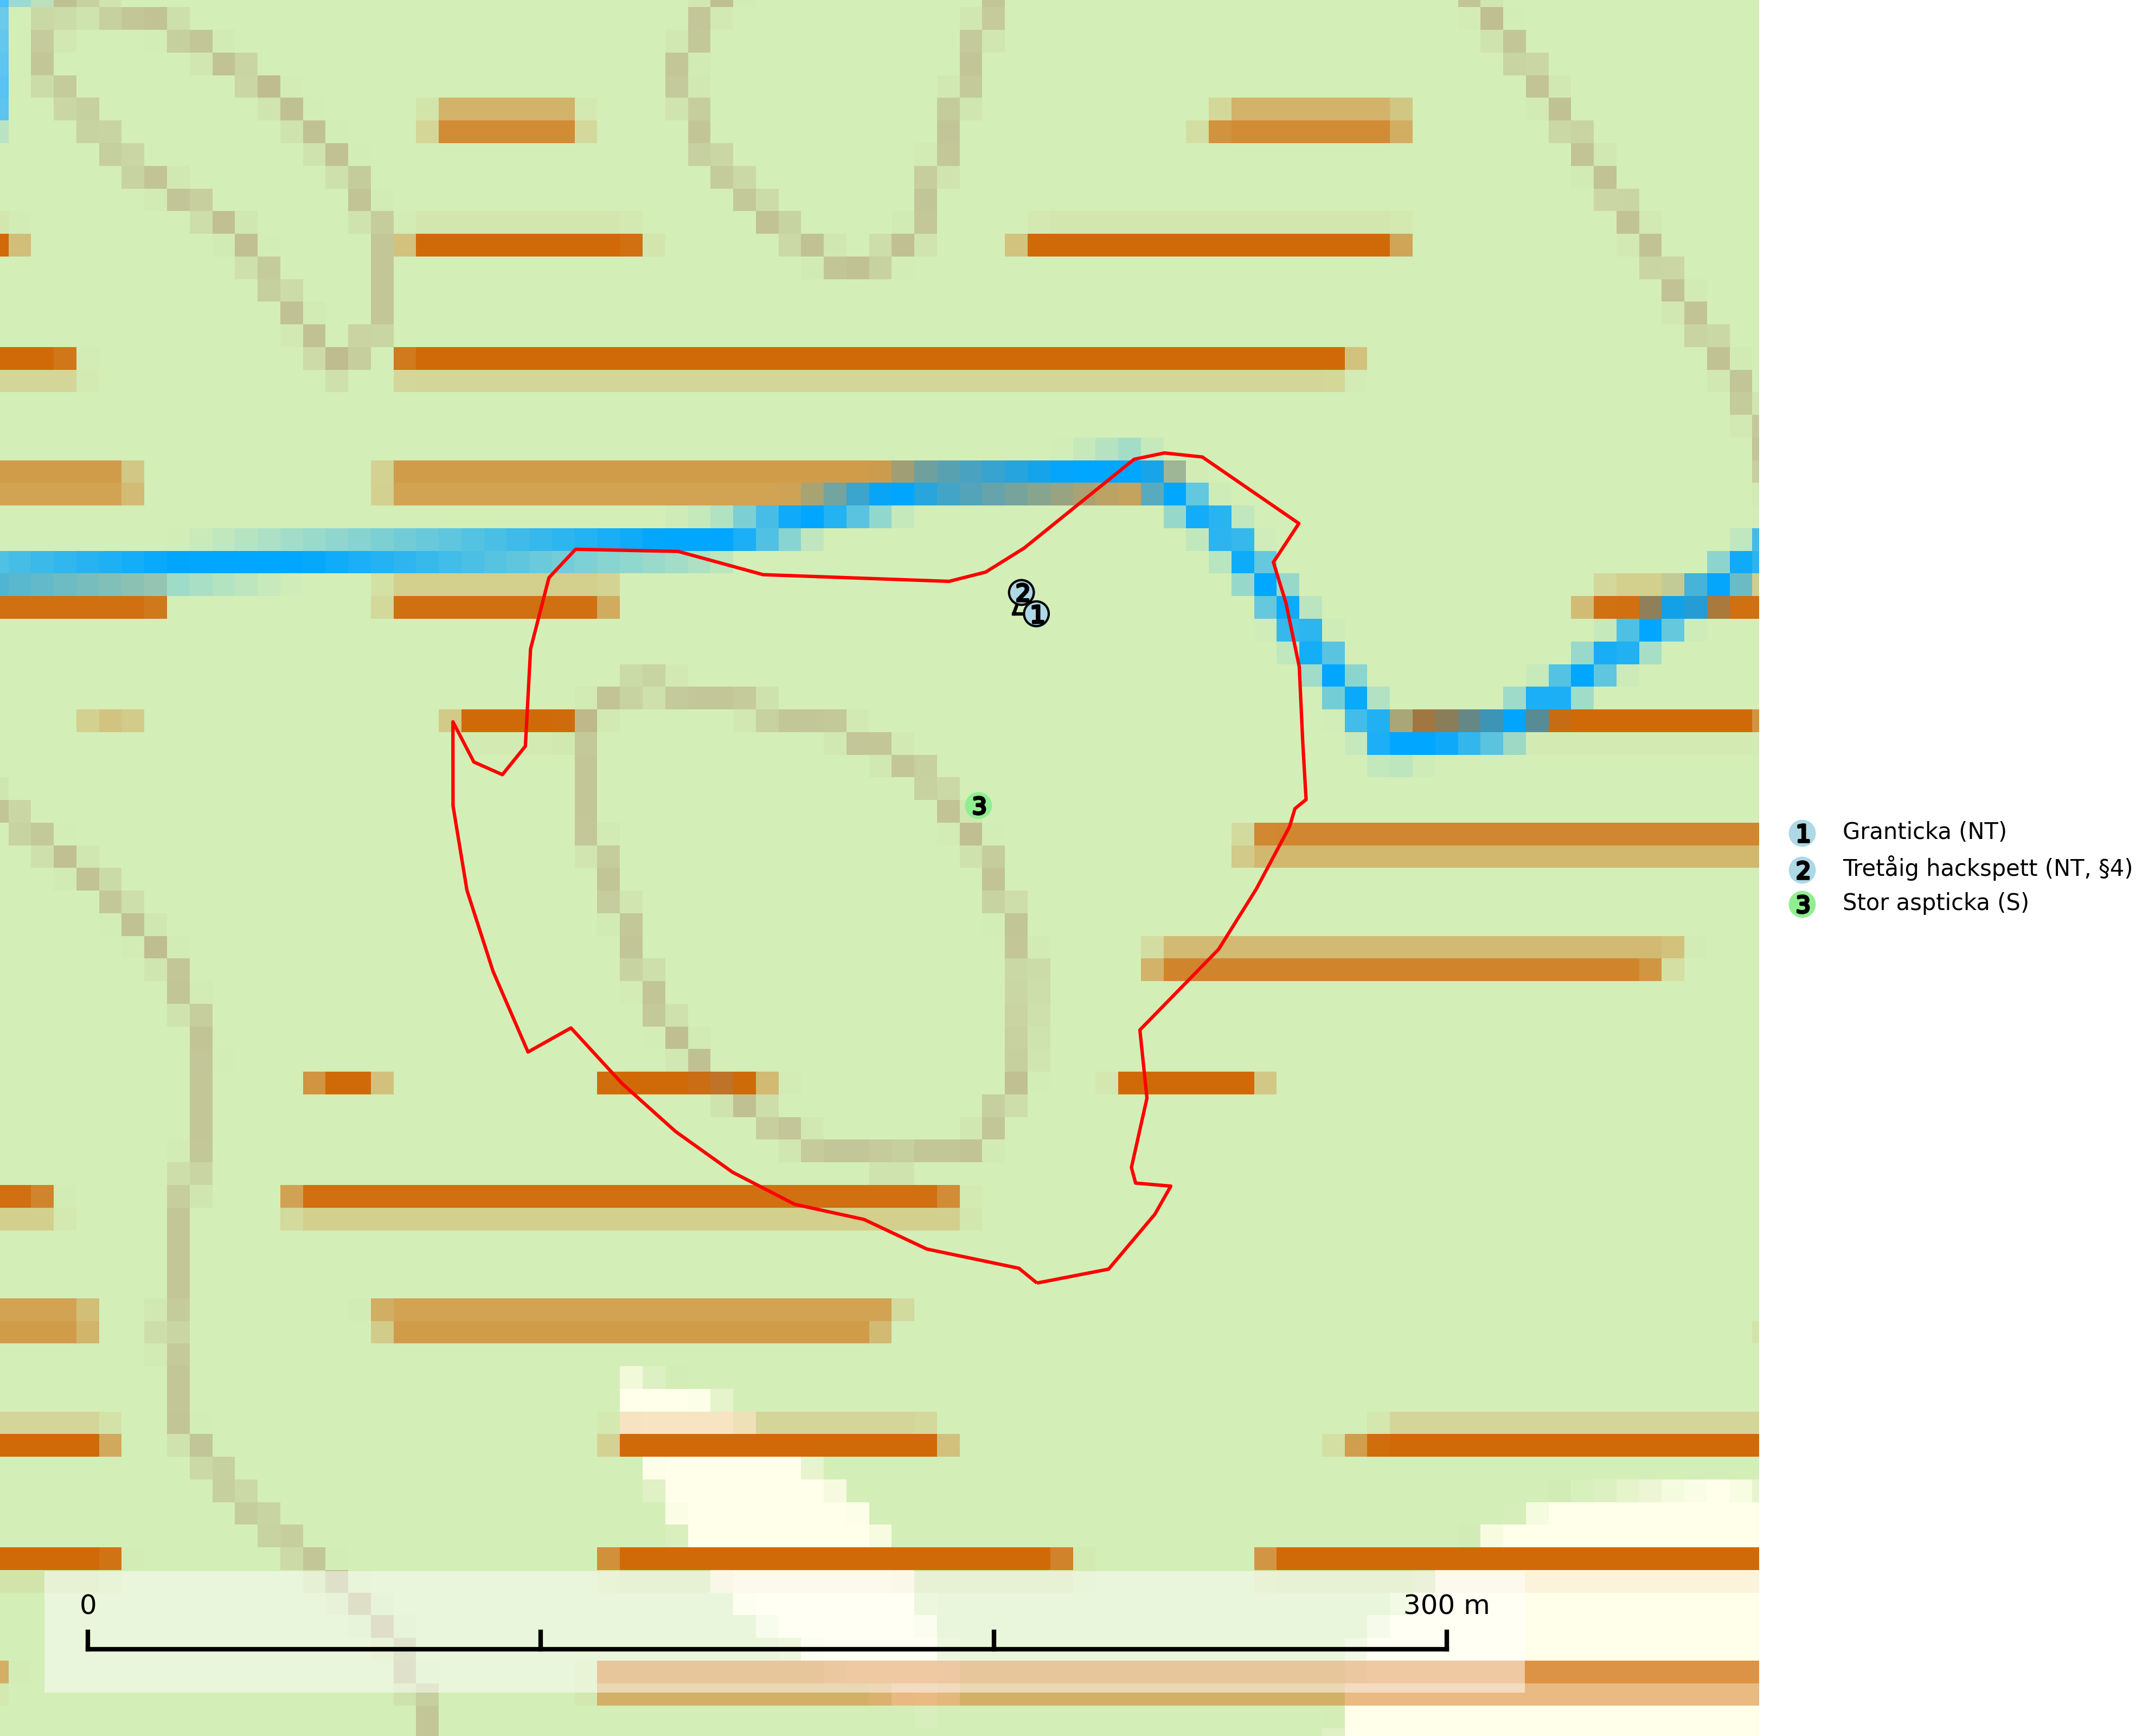 2
1
3
1 Granticka (NT)
2 Tretåig hackspett (NT, §4)
3 Stor aspticka (S)
0 300 m